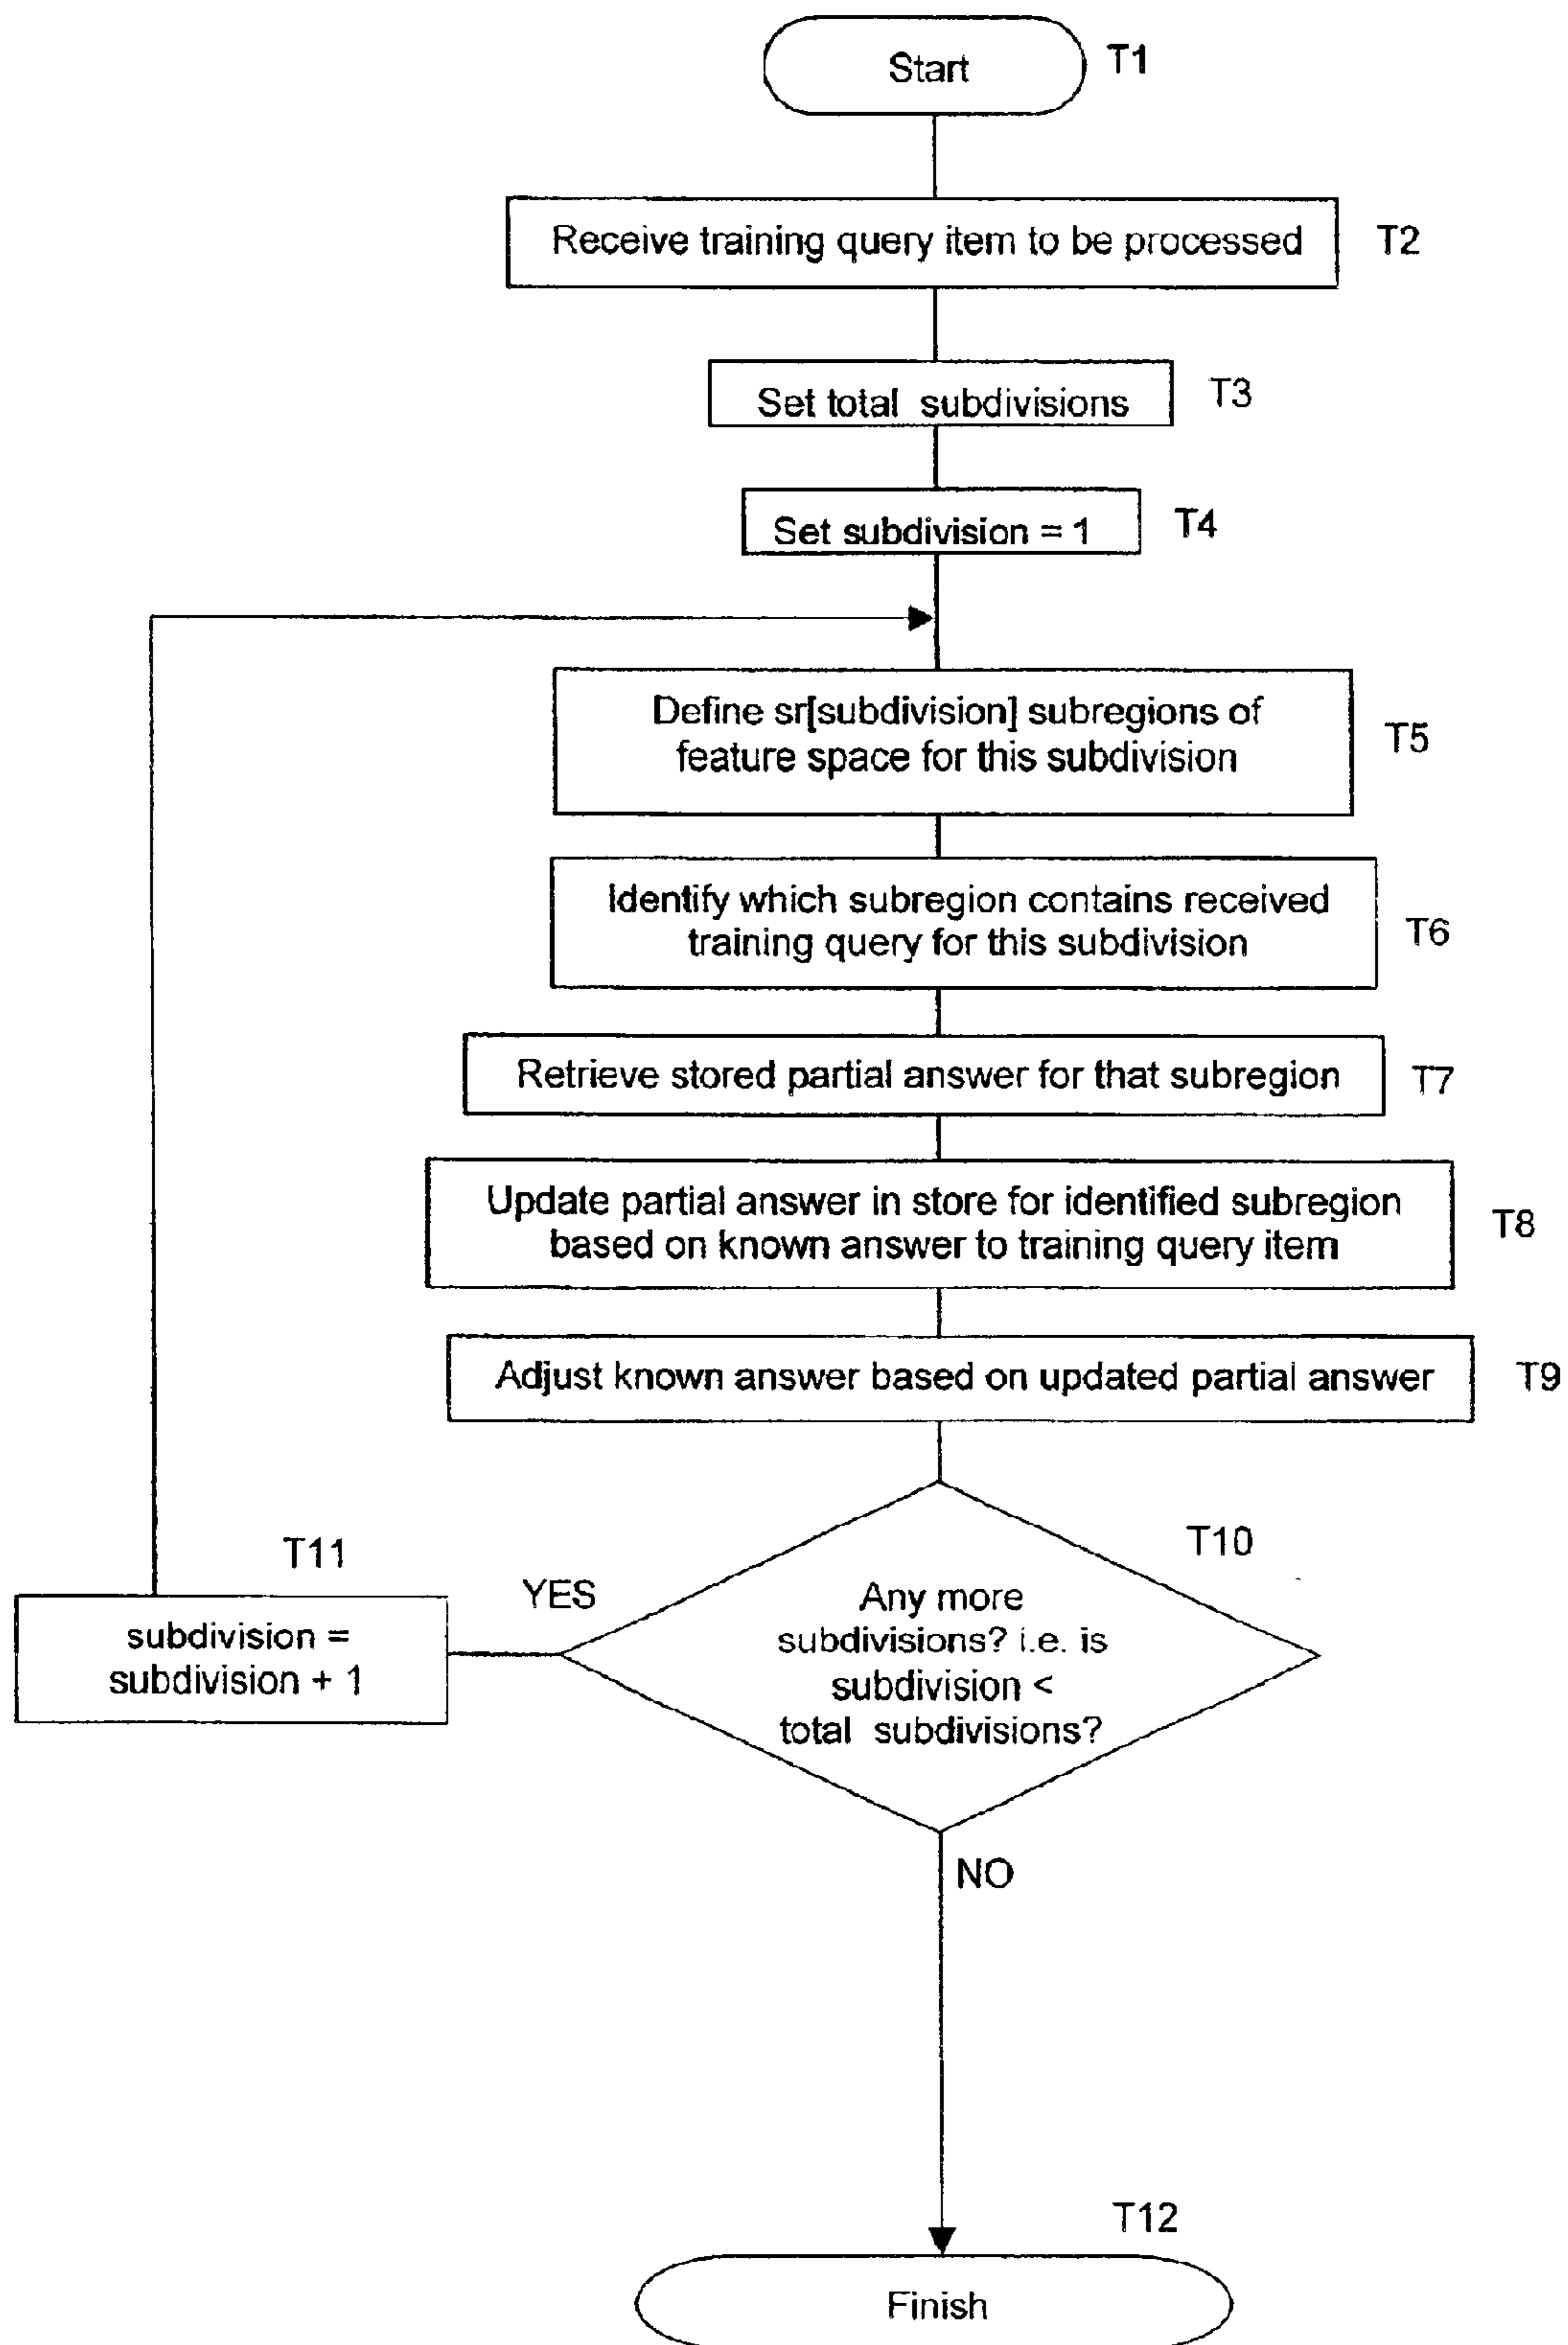 Start
T1
Receive training query item to be processed
T2
Set total subdivisions
T3
Set subdivision = 1
T4
Define sr[subdivision] subregions of
feature space for this subdivision
T5
Identify which subregion contains received
training query for this subdivision
T6
Retrieve stored partial answer for that subregion
T7
Update partial answer in store for identified subregion
based on known answer to training query item
T8
Adjust known answer based on updated partial answer
T9
T10
Any more
subdivisions? i.e. is
subdivision <
total subdivisions?
YES
T11
subdivision =
subdivision + 1
NO
T12
Finish